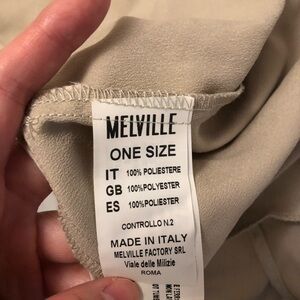 MELVILLE
ONE SIZE
IT 100% POLIESTERE
GB 100%POLYESTER
ES 100%POLIESTER
CONTROLLO N.2
MADE IN ITALY
MELVILLE FACTORY SRL
Viale delle Milizie
ROMA